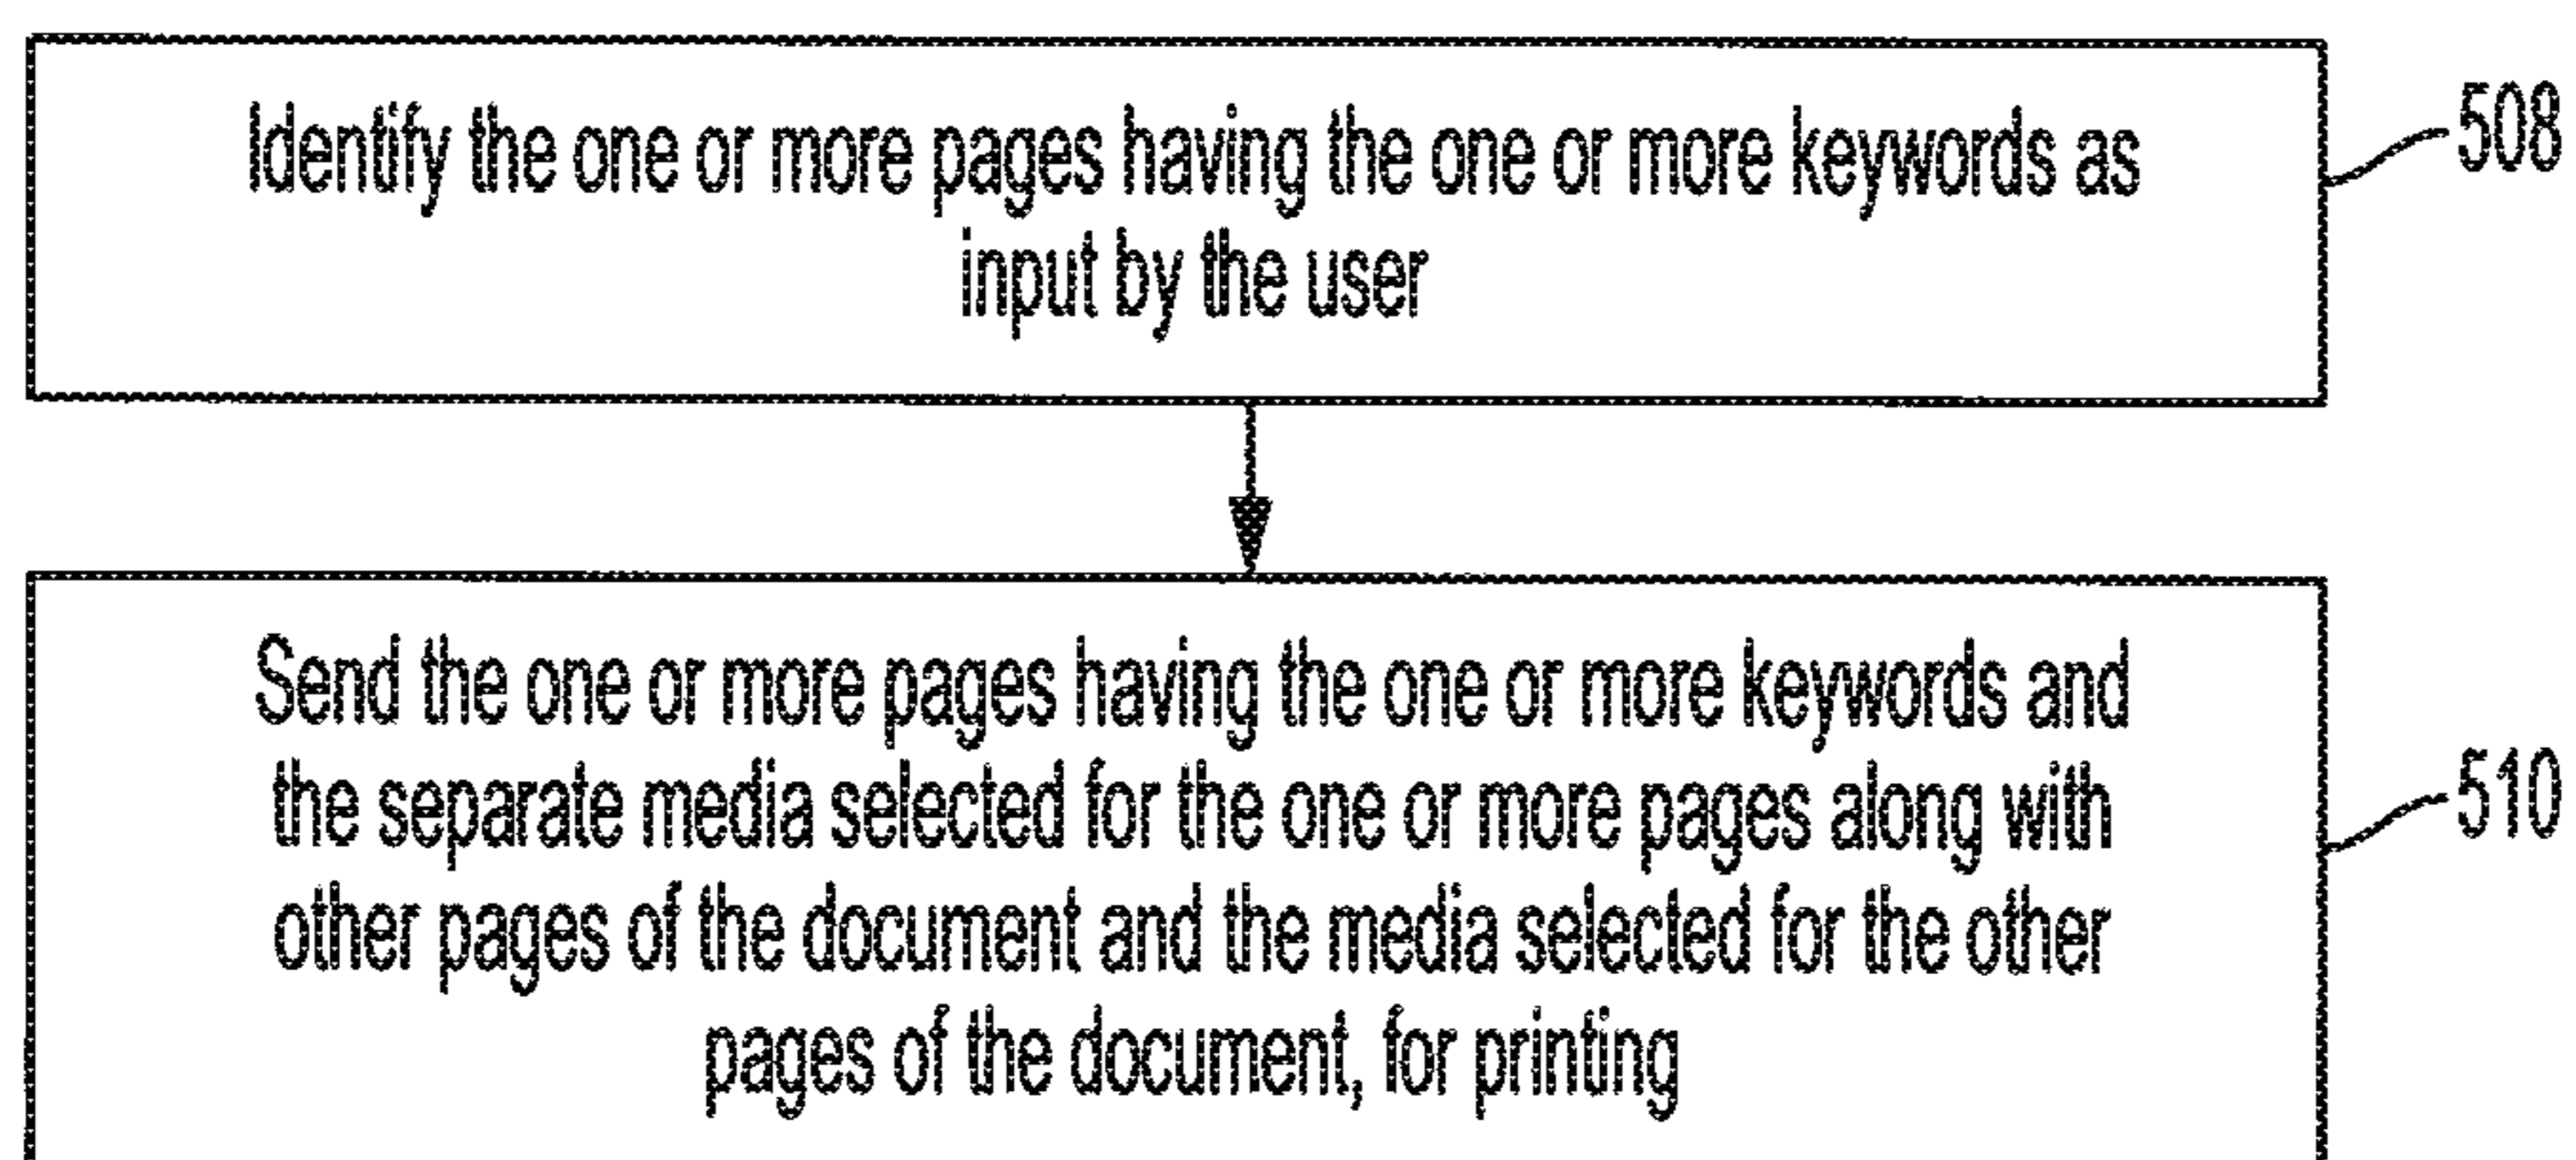 Identify the one or more pages having the one or more keywords as
input by the user
508
Send the one or more pages having the one or more keywords and
the separate media selected for the one or more pages along with
other pages of the document and the media selected for the other
pages of the document, for printing
510